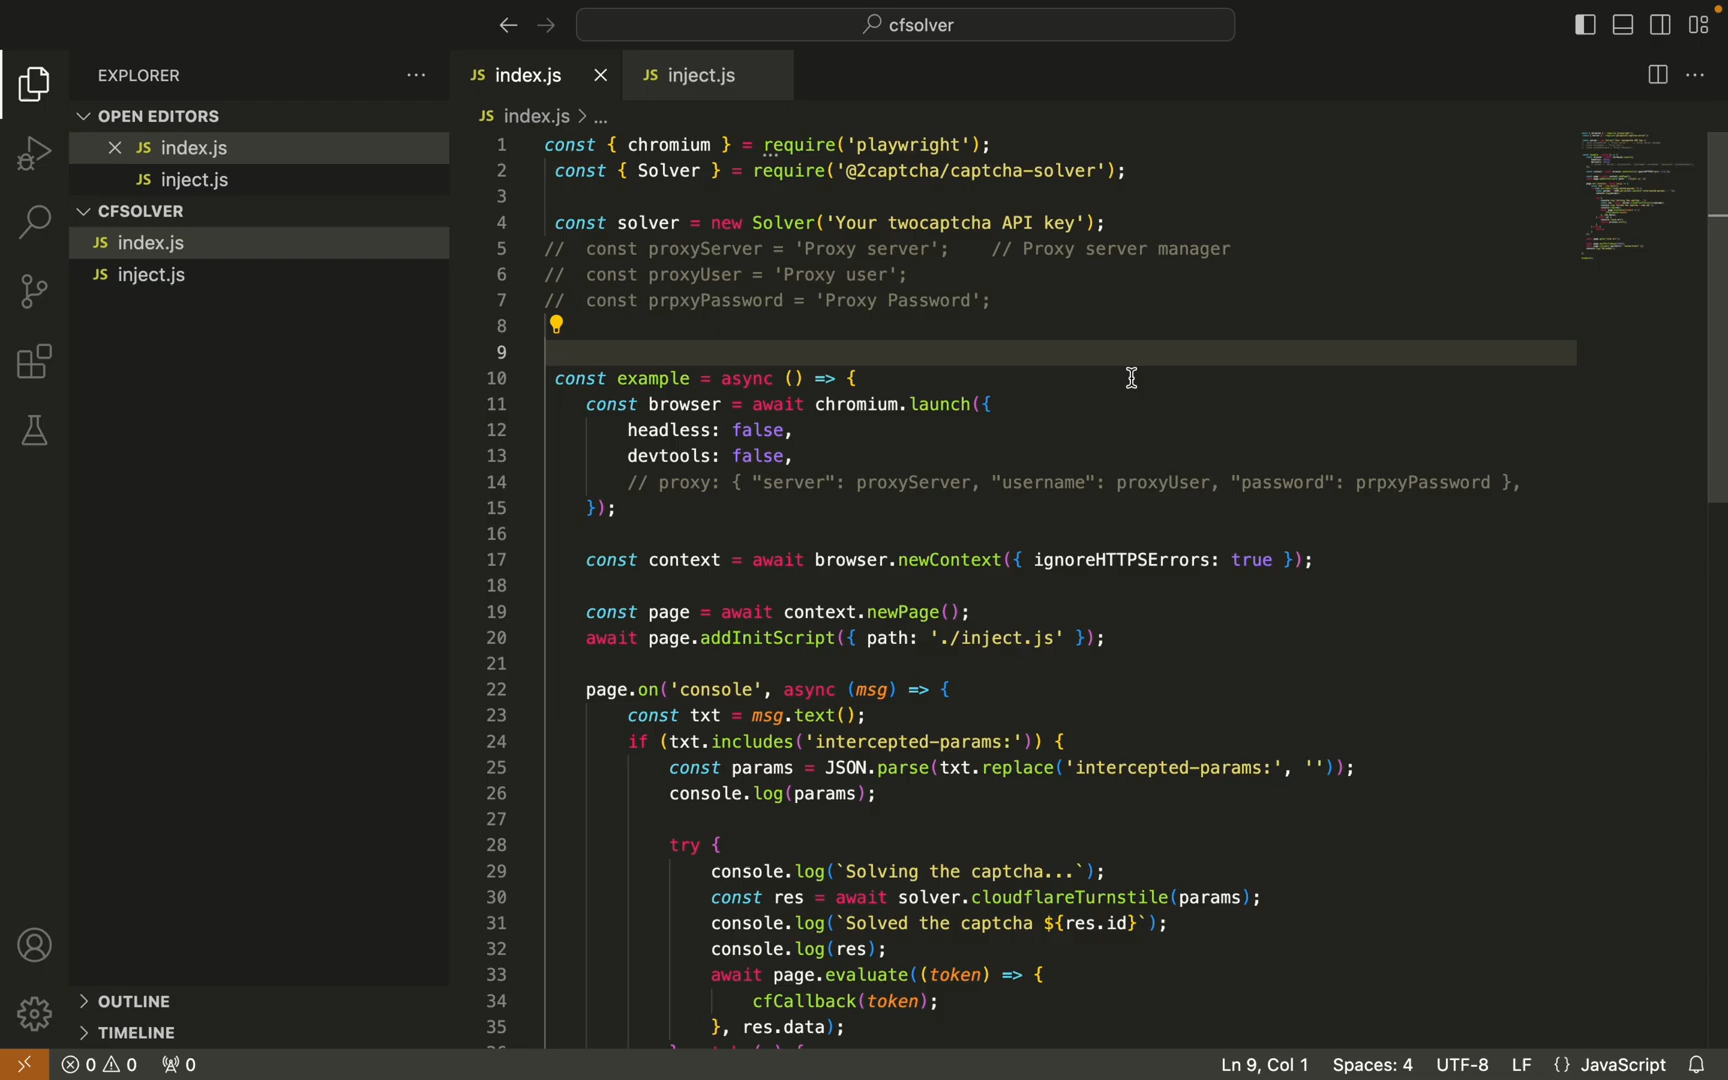 cfsolver
EXPLORER
OPEN EDITORS
JS index.js
JS inject.js
CFSOLVER
JS index.js
JS inject.js
OUTLINE
TIMELINE
JS index.js
JS inject.js
JS index.js > ...
1 const { chromium } = require('playwright');
2 const { Solver } = require('@2captcha/captcha-solver');
3
4 const solver = new Solver('Your twocaptcha API key');
5 // const proxyServer = 'Proxy server'; // Proxy server manager
6 // const proxyUser = 'Proxy user';
7 // const prpxyPassword = 'Proxy Password';
8
9
10 const example = async () => {
11 const browser = await chromium.launch({
12 headless: false,
13 devtools: false,
14 // proxy: { "server": proxyServer, "username": proxyUser, "password": prpxyPassword },
15 });
16
17 const context = await browser.newContext({ ignoreHTTPSErrors: true });
18
19 const page = await context.newPage();
20 await page.addInitScript({ path: './inject.js' });
21
22 page.on('console', async (msg) => {
23 const txt = msg.text();
24 if (txt.includes('intercepted-params:')) {
25 const params = JSON.parse(txt.replace('intercepted-params:', ''));
26 console.log(params);
27
28 try {
29 console.log(`Solving the captcha...`);
30 const res = await solver.cloudflareTurnstile(params);
31 console.log(`Solved the captcha ${res.id}`);
32 console.log(res);
33 await page.evaluate((token) => {
34 cfCallback(token);
35 }, res.data);
0 0 0
Ln 9, Col 1 Spaces: 4 UTF-8 LF {} JavaScript